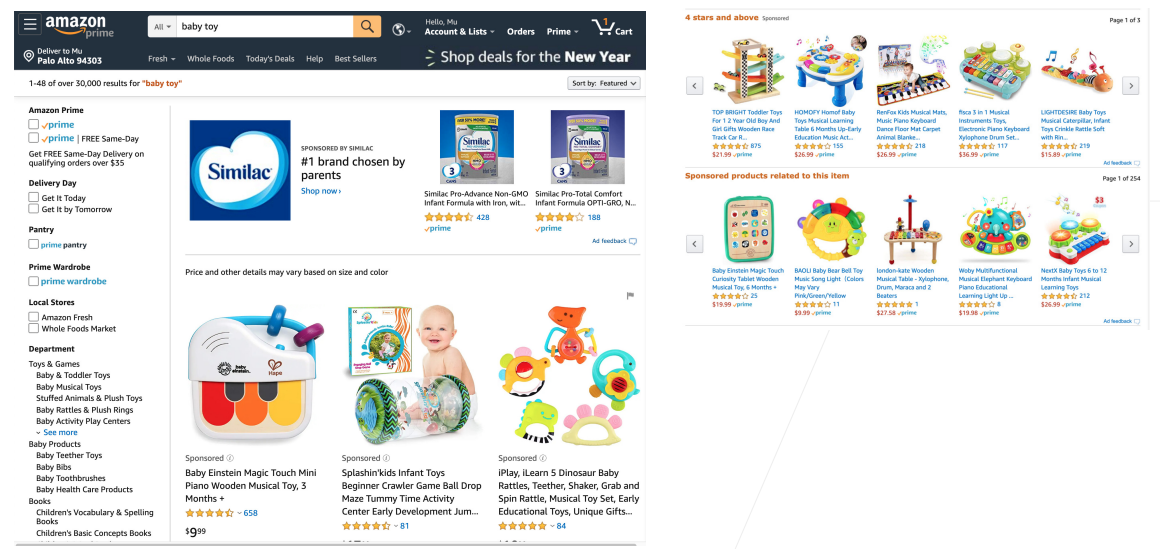 amazon
prime
All
baby toy
Hello, Mu
Account & Lists
Orders
Prime
1
Cart
Deliver to Mu
Palo Alto 94303
Fresh
Whole Foods
Today's Deals
Help
Best Sellers
Shop deals for the New Year
1-48 of over 30,000 results for "baby toy"
Sort by: Featured
Amazon Prime
prime
prime | FREE Same-Day
Get FREE Same-Day Delivery on
qualifying orders over $35
Delivery Day
Get It Today
Get It by Tomorrow
Pantry
prime pantry
Prime Wardrobe
prime wardrobe
Local Stores
Amazon Fresh
Whole Foods Market
Department
Toys & Games
Baby & Toddler Toys
Baby Musical Toys
Stuffed Animals & Plush Toys
Baby Rattles & Plush Rings
Baby Activity Play Centers
See more
Baby Products
Baby Teether Toys
Baby Bibs
Baby Toothbrushes
Baby Health Care Products
Books
Children's Vocabulary & Spelling
Books
Children's Basic Concepts Books
Similac
SPONSORED BY SIMILAC
#1 brand chosen by
parents
Shop now ›
Similac
3
Similac Pro-Advance Non-GMO
Infant Formula with Iron, wit...
428
prime
Similac
3
Similac Pro-Total Comfort
Infant Formula OPTI-GRO, N...
188
prime
Ad feedback
Price and other details may vary based on size and color
baby einstein
Hape
Sponsored
Baby Einstein Magic Touch Mini
Piano Wooden Musical Toy, 3
Months +
658
$9.99
Sponsored
Splashin'kids Infant Toys
Beginner Crawler Game Ball Drop
Maze Tummy Time Activity
Center Early Development Jum...
81
Sponsored
iPlay, iLearn 5 Dinosaur Baby
Rattles, Teether, Shaker, Grab and
Spin Rattle, Musical Toy Set, Early
Educational Toys, Unique Gifts...
84
4 stars and above Sponsored
Page 1 of 3
TOP BRIGHT Toddler Toys
For 1 2 Year Old Boy And
Girl Gifts Wooden Race
Track Car R...
875
$21.99 prime
HOMOFY Homof Baby
Toys Musical Learning
Table 6 Months Up-Early
Education Music Act...
155
$26.99 prime
RenFox Kids Musical Mats,
Music Piano Keyboard
Dance Floor Mat Carpet
Animal Blanke...
218
$26.99 prime
fisca 3 in 1 Musical
Instruments Toys,
Electronic Piano Keyboard
Xylophone Drum Set...
117
$36.99 prime
LIGHTDESIRE Baby Toys
Musical Caterpillar, Infant
Toys Crinkle Rattle Soft
with Rin...
219
$15.89 prime
Ad feedback
Sponsored products related to this item
Page 1 of 254
Baby Einstein Magic Touch
Curiosity Tablet Wooden
Musical Toy, 6 Months +
25
$19.99 prime
BAOLI Baby Bear Bell Toy
Music Song Light（Colors
May Vary
Pink/Green/Yellow
11
$9.99 prime
london-kate Wooden
Musical Table - Xylophone,
Drum, Maraca and 2
Beaters
1
$27.58 prime
Woby Multifunctional
Musical Elephant Keyboard
Piano Educational
Learning Light Up ...
8
$19.98 prime
$3
NextX Baby Toys 6 to 12
Months Infant Musical
Learning Toys
212
$26.99 prime
Ad feedback